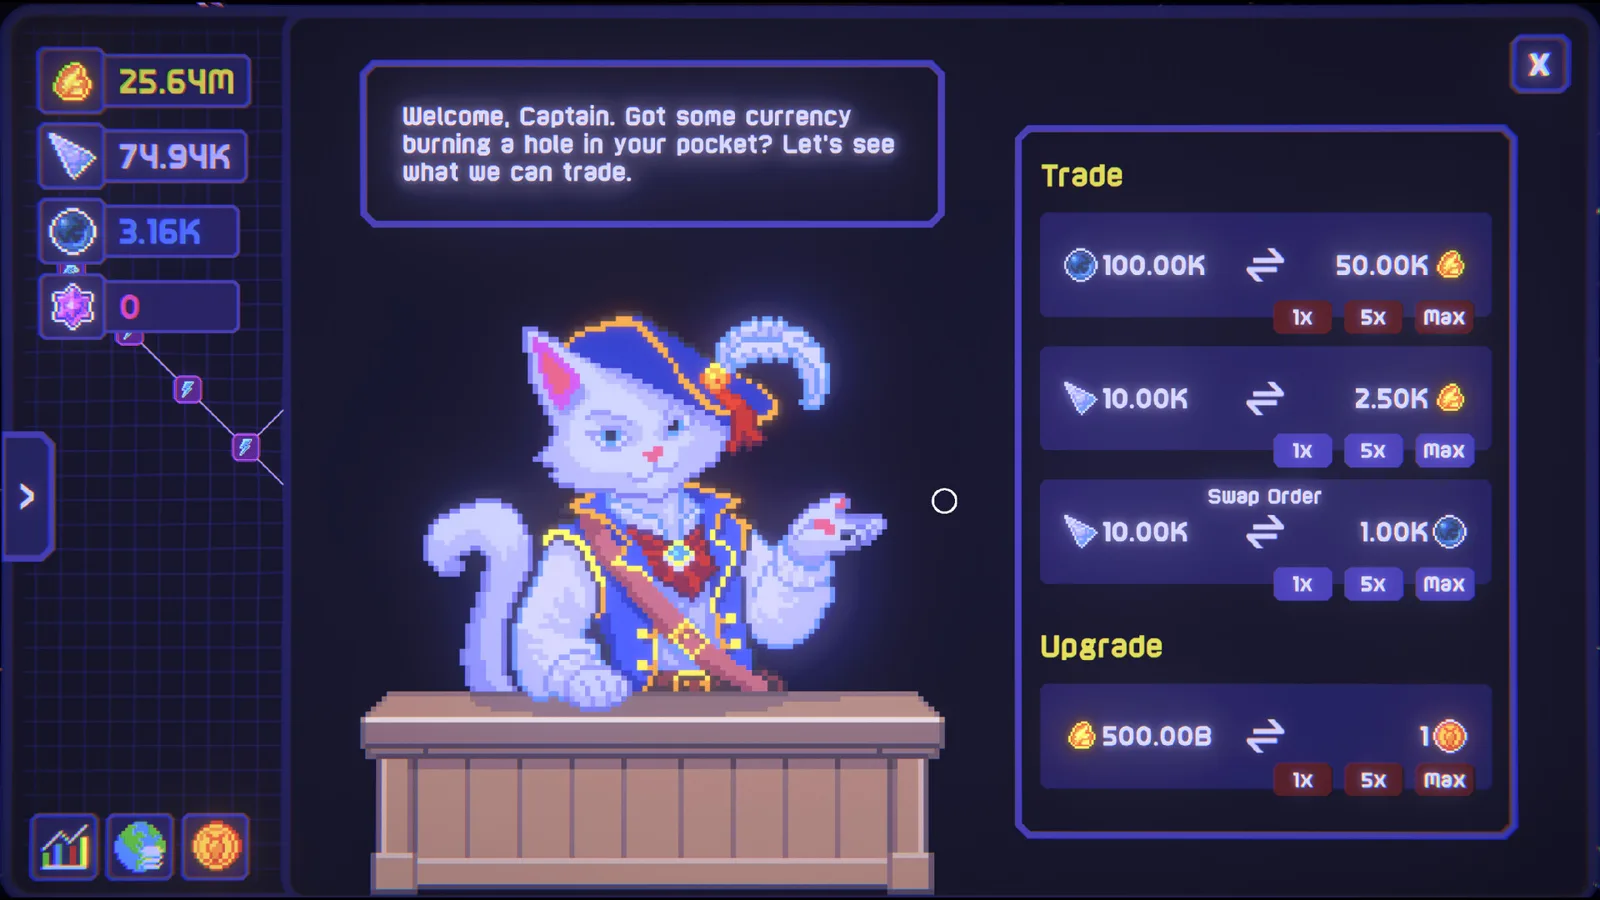 25.64M
74.94K
3.16K
0
Welcome, Captain. Got some currency
burning a hole in your pocket? Let's see
what we can trade.
X
Trade
100.00K 50.00K
1x 5x Max
10.00K 2.50K
1x 5x Max
Swap Order
10.00K 1.00K
1x 5x Max
Upgrade
500.00B 1
1x 5x Max